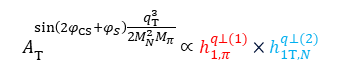 A_T^{sin(2φ_CS+φ_S) q_T^3/(2M_N^2 M_π)} ∝ h_{1,π}^{q⊥(1)} × h_{1T,N}^{q⊥(2)}